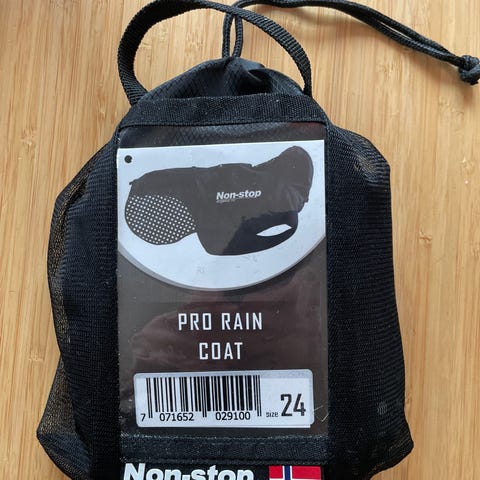 Non-stop
PRO RAIN
COAT
7 071652 029100
SIZE 24
Non-stop